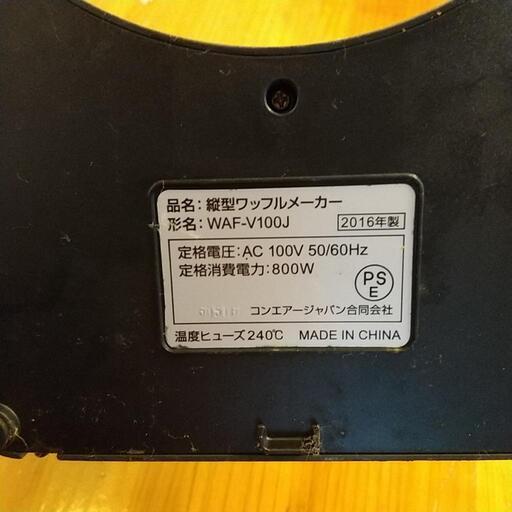 品名：縦型ワッフルメーカー
形名：WAF-V100J
2016年製
定格電圧：AC 100V 50/60Hz
定格消費電力：800W
PS
E
コンエアージャパン合同会社
温度ヒューズ240℃ MADE IN CHINA